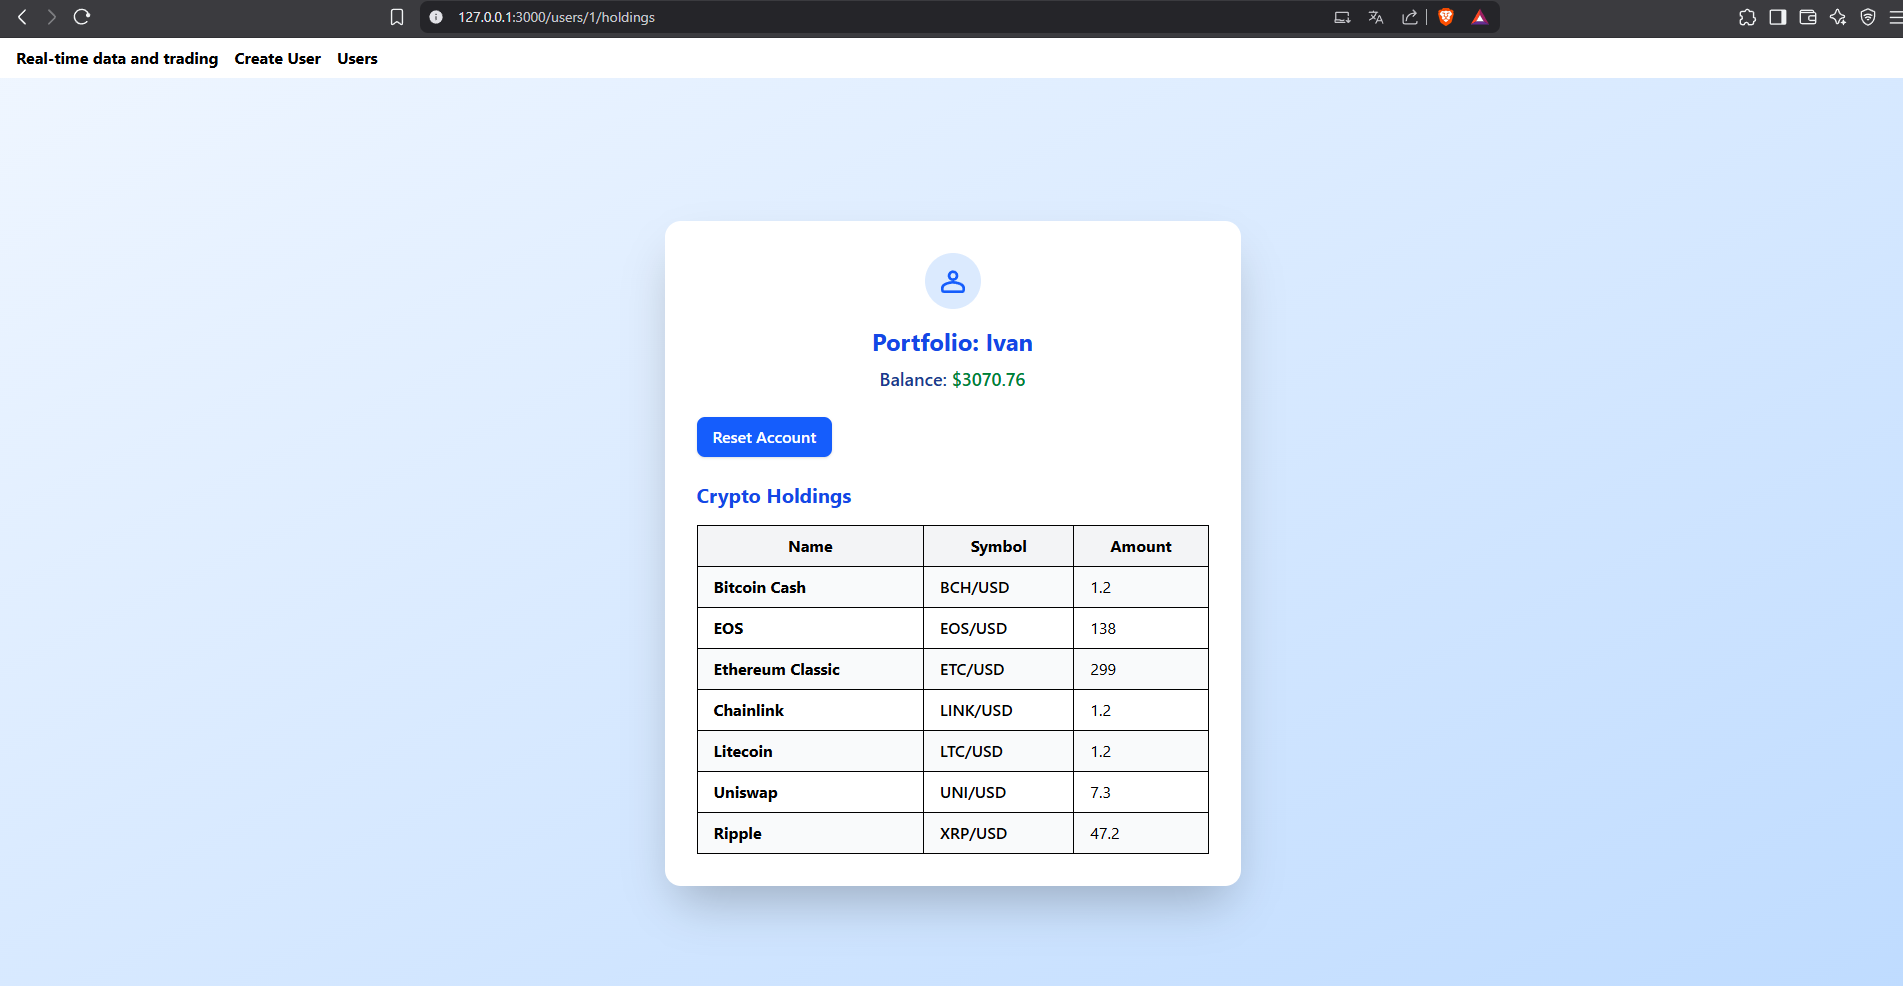 127.0.0.1:3000/users/1/holdings
Real-time data and trading Create User Users
Portfolio: Ivan
Balance: $3070.76
Reset Account
Crypto Holdings
Name Symbol Amount
Bitcoin Cash BCH/USD 1.2
EOS EOS/USD 138
Ethereum Classic ETC/USD 299
Chainlink LINK/USD 1.2
Litecoin LTC/USD 1.2
Uniswap UNI/USD 7.3
Ripple XRP/USD 47.2